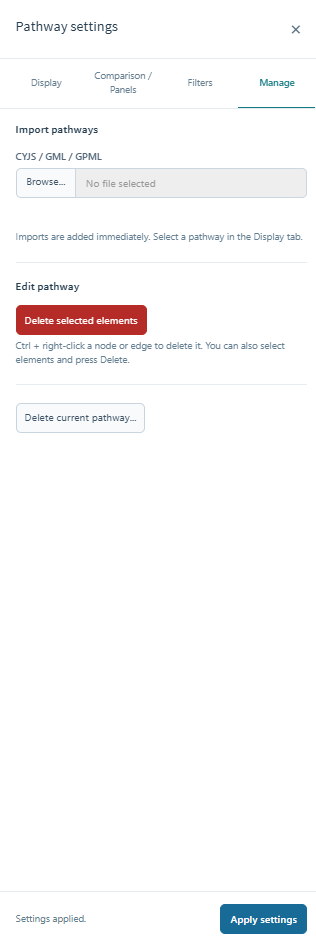 Pathway settings
×
Display
Comparison /
Panels
Filters
Manage
Import pathways
CYJS / GML / GPML
Browse... No file selected
Imports are added immediately. Select a pathway in the Display tab.
Edit pathway
Delete selected elements
Ctrl + right-click a node or edge to delete it. You can also select
elements and press Delete.
Delete current pathway...
Settings applied.
Apply settings